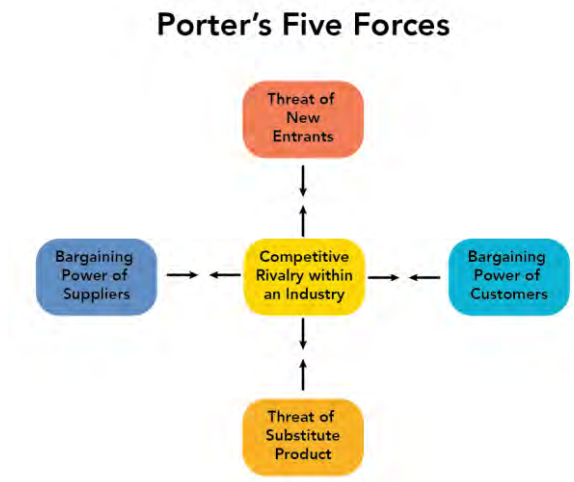 Porter's Five Forces
Threat of
New
Entrants
Bargaining
Power of
Suppliers
Competitive
Rivalry within
an Industry
Bargaining
Power of
Customers
Threat of
Substitute
Product